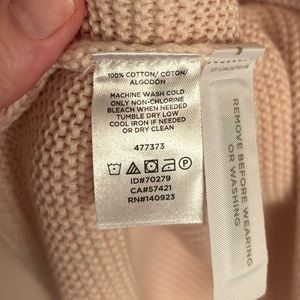 100% COTTON/ COTON/
ALGODON
MACHINE WASH COLD
ONLY NON-CHLORINE
BLEACH WHEN NEEDED
TUMBLE DRY LOW
COOL IRON IF NEEDED
OR DRY CLEAN
477373
ID#70279
CA#57421
RN#140923
REMOVE BEFORE WEARING
OR WASHING